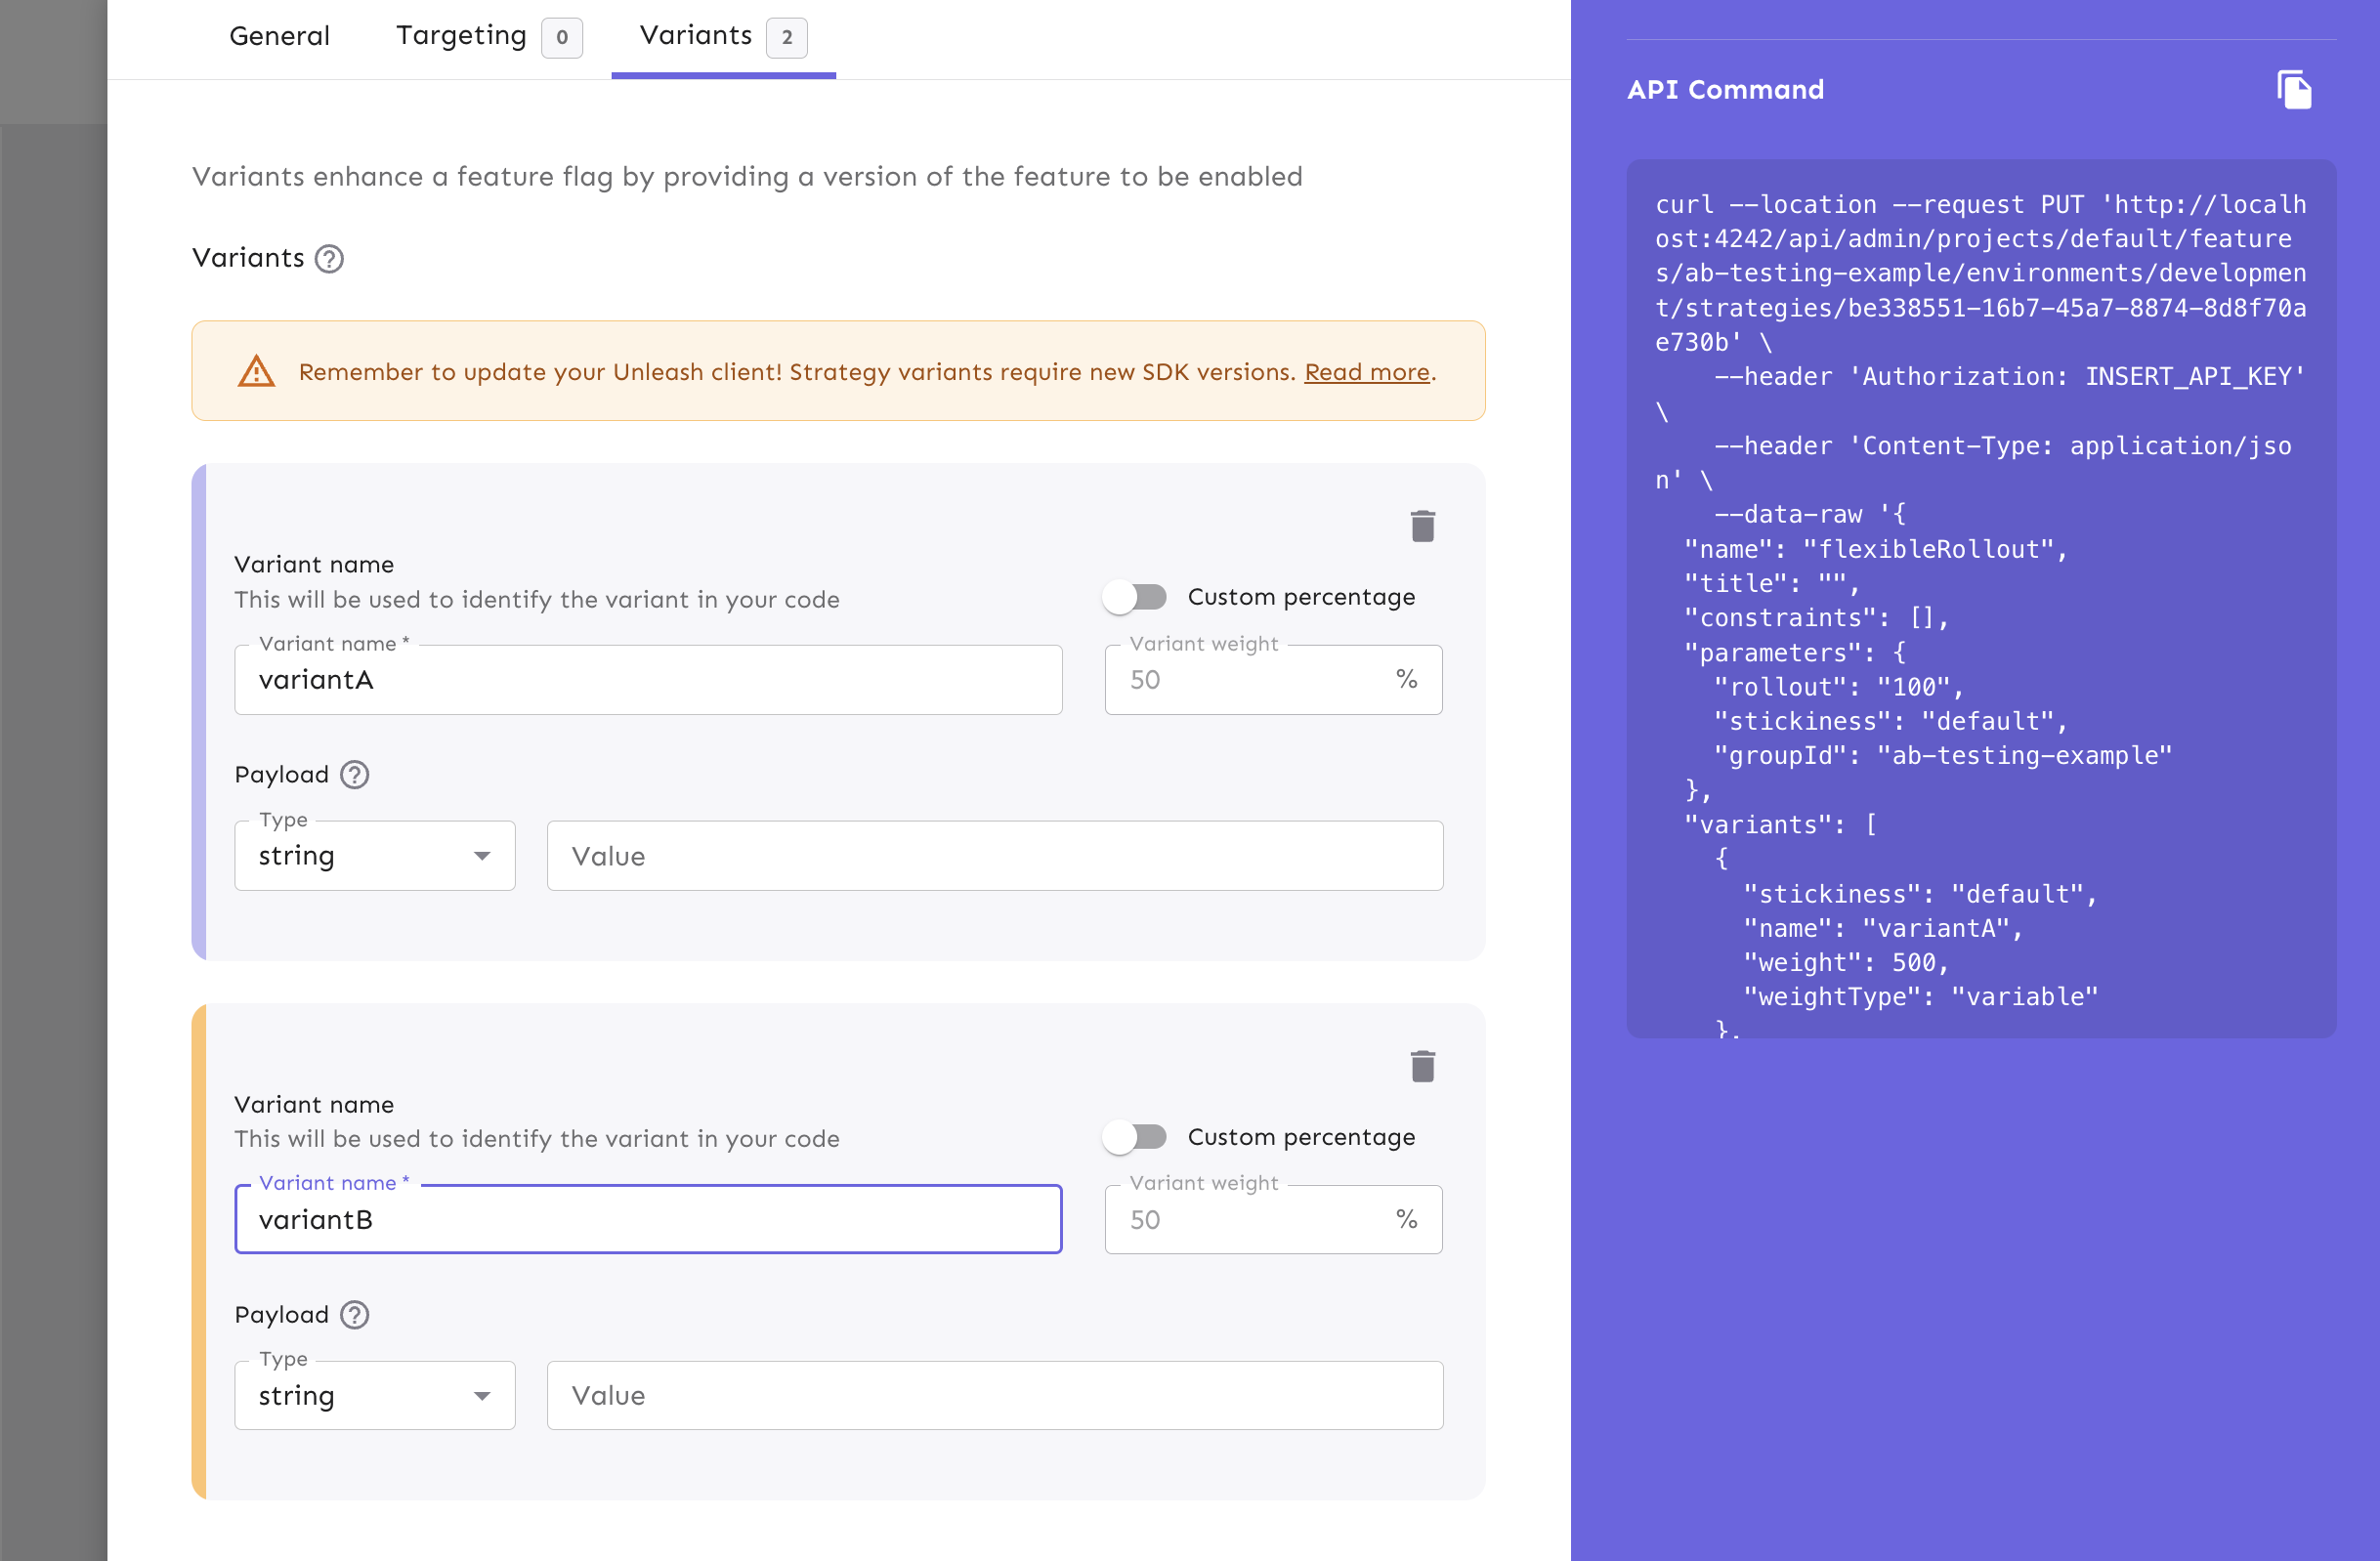 General
Targeting 0
Variants 2
Variants enhance a feature flag by providing a version of the feature to be enabled
Variants
Remember to update your Unleash client! Strategy variants require new SDK versions. Read more.
Variant name
This will be used to identify the variant in your code
Custom percentage
Variant name *
variantA
Variant weight
50 %
Payload
Type
string
Value
Variant name
This will be used to identify the variant in your code
Custom percentage
Variant name *
variantB
Variant weight
50 %
Payload
Type
string
Value
API Command
curl --location --request PUT 'http://localh
ost:4242/api/admin/projects/default/feature
s/ab-testing-example/environments/developmen
t/strategies/be338551-16b7-45a7-8874-8d8f70a
e730b' \
--header 'Authorization: INSERT_API_KEY'
\
--header 'Content-Type: application/jso
n' \
--data-raw '{
"name": "flexibleRollout",
"title": "",
"constraints": [],
"parameters": {
"rollout": "100",
"stickiness": "default",
"groupId": "ab-testing-example"
},
"variants": [
{
"stickiness": "default",
"name": "variantA",
"weight": 500,
"weightType": "variable"
},